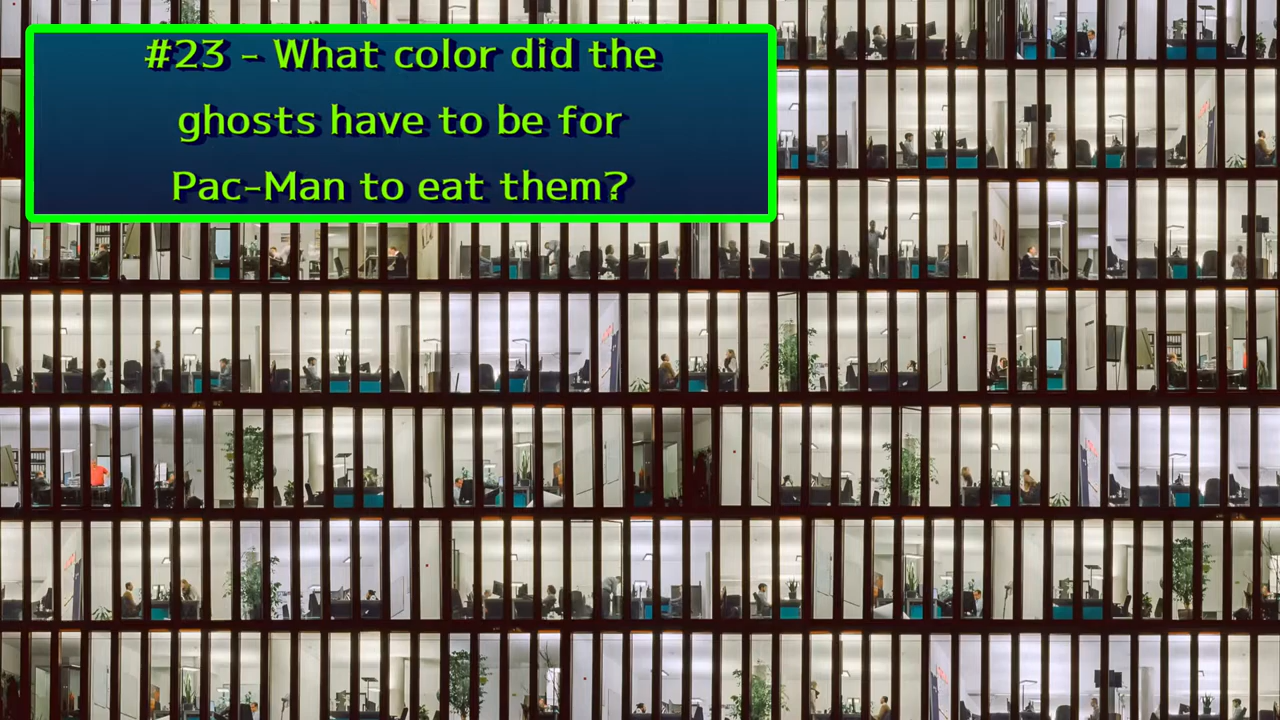 #23 - What color did the
ghosts have to be for
Pac-Man to eat them?